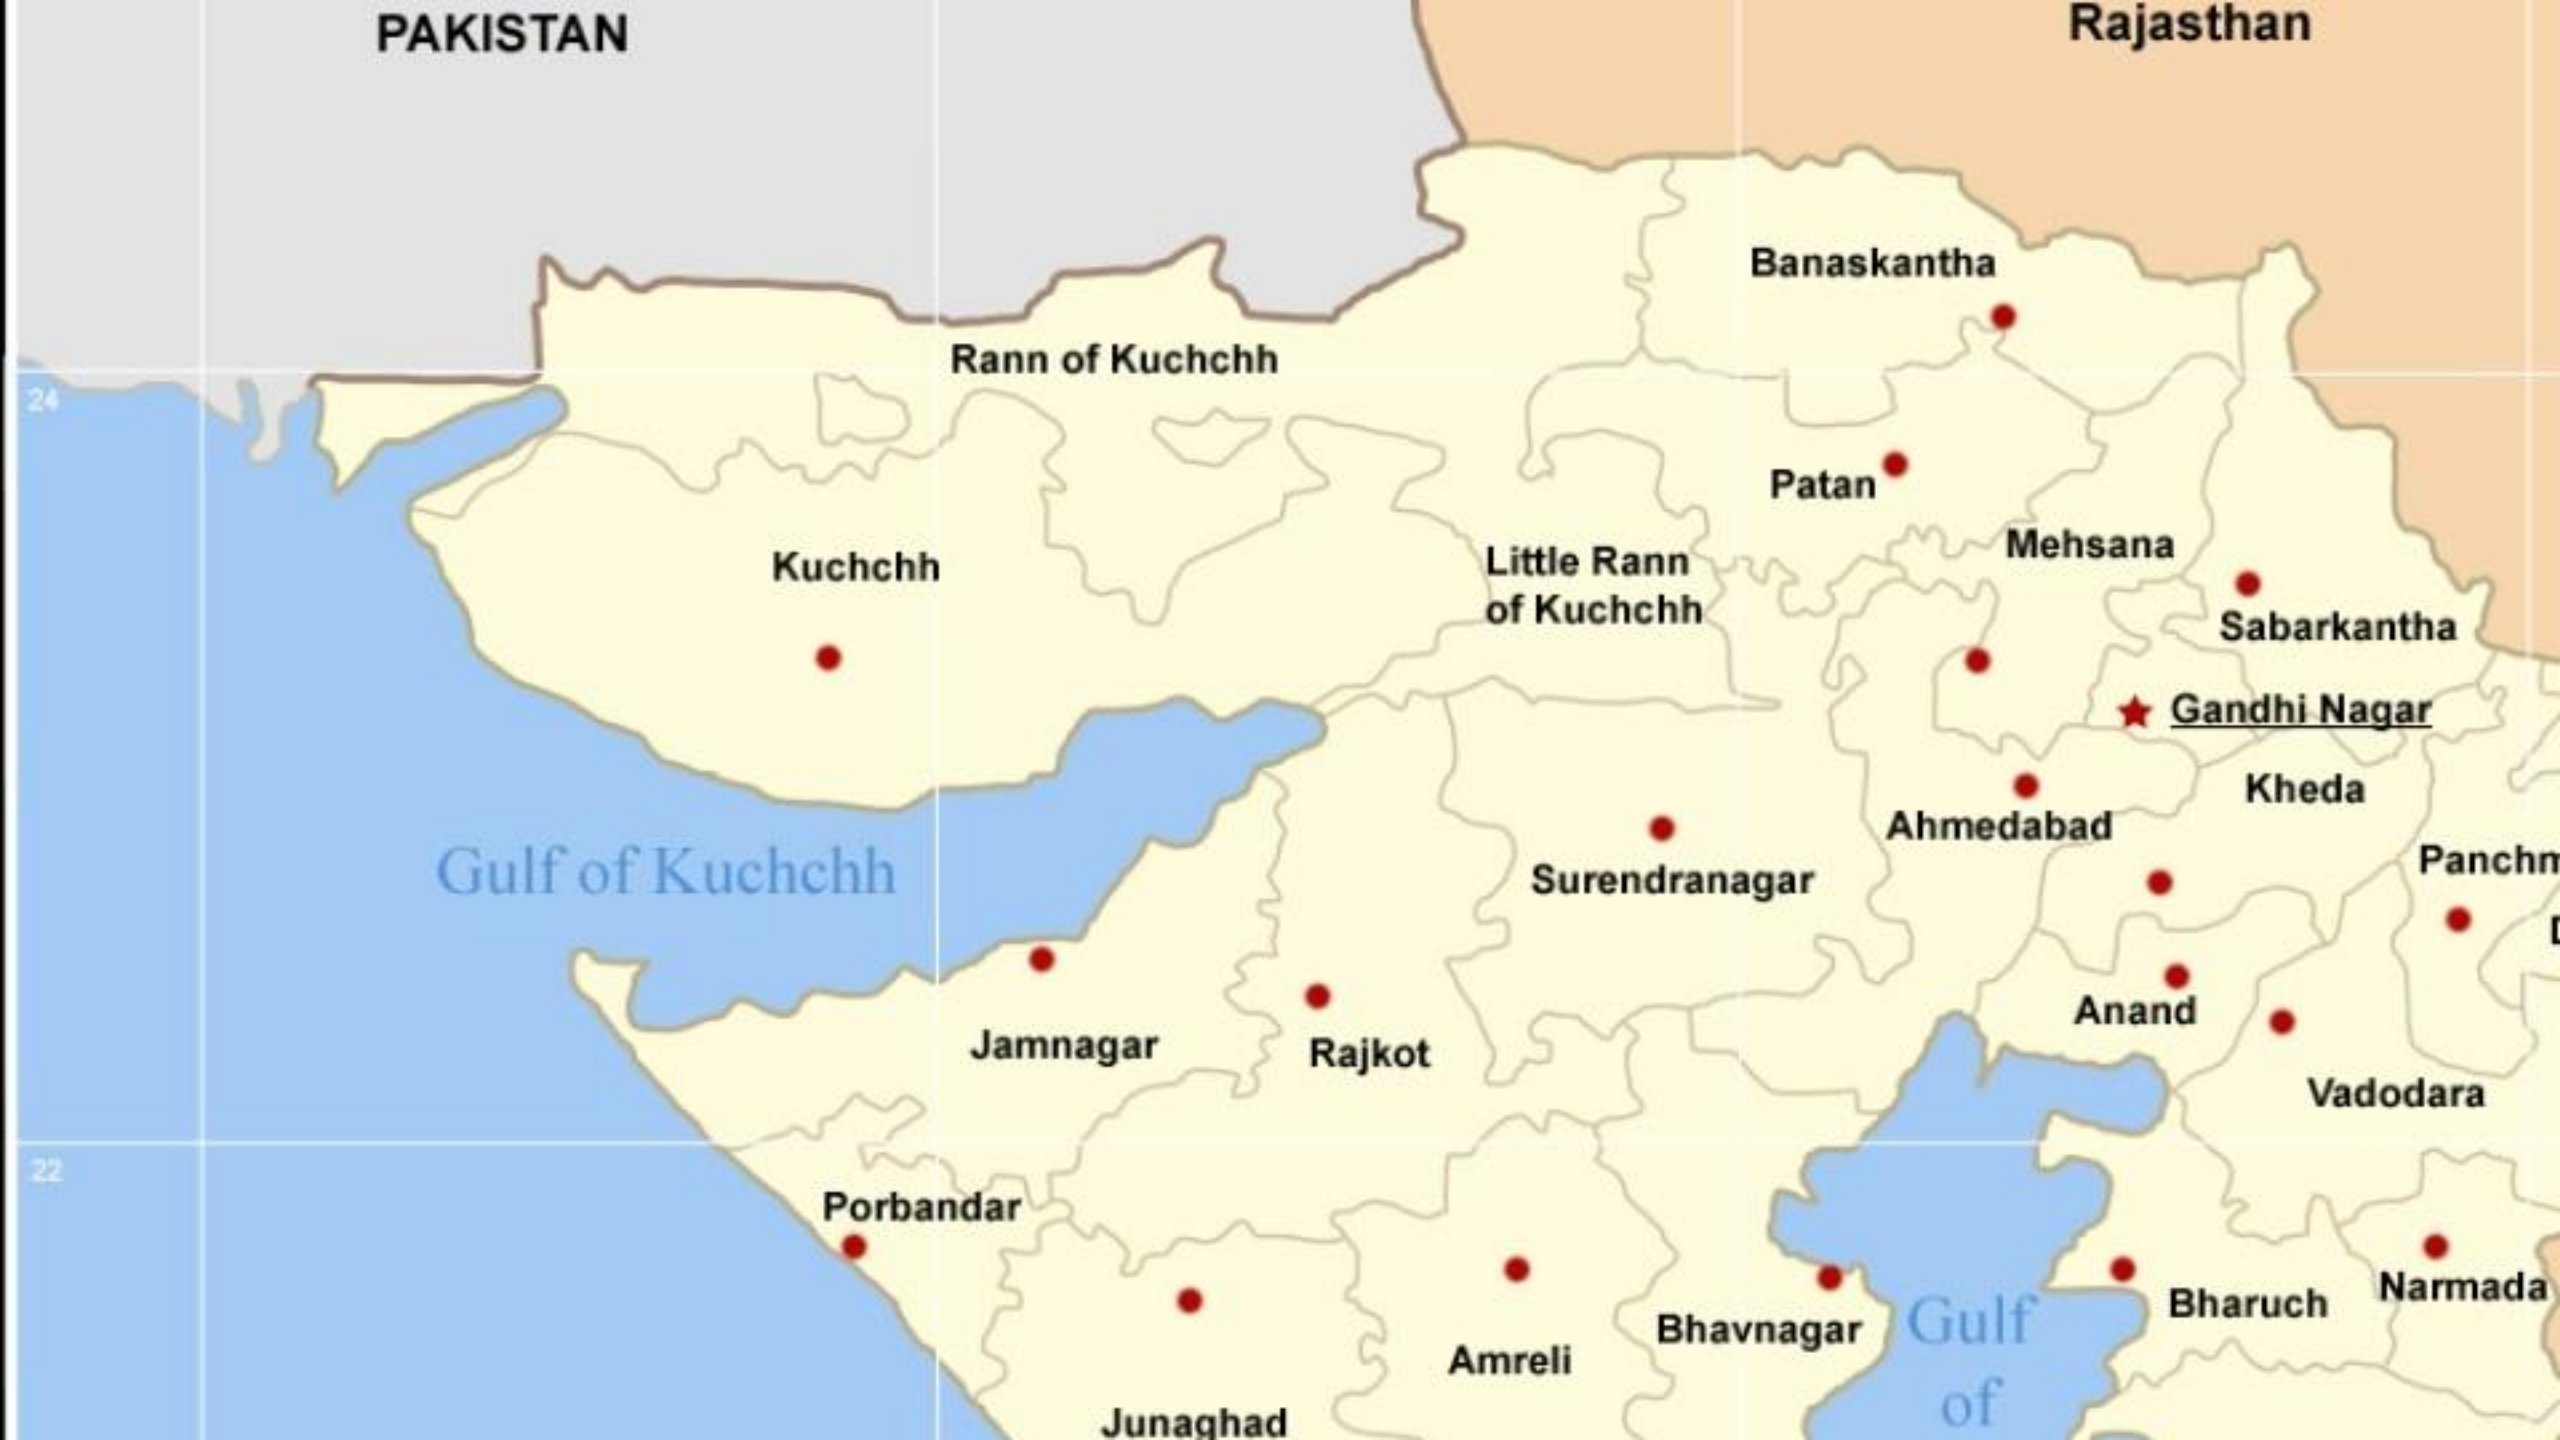 PAKISTAN
Rajasthan
Banaskantha
Rann of Kuchchh
24
Patan
Mehsana
Kuchchh
Little Rann
of Kuchchh
Sabarkantha
Gandhi Nagar
Kheda
Ahmedabad
Gulf of Kuchchh
Surendranagar
Panchm
Anand
Jamnagar
Rajkot
Vadodara
22
Porbandar
Narmada
Bharuch
Gulf
of
Bhavnagar
Amreli
Junaghad